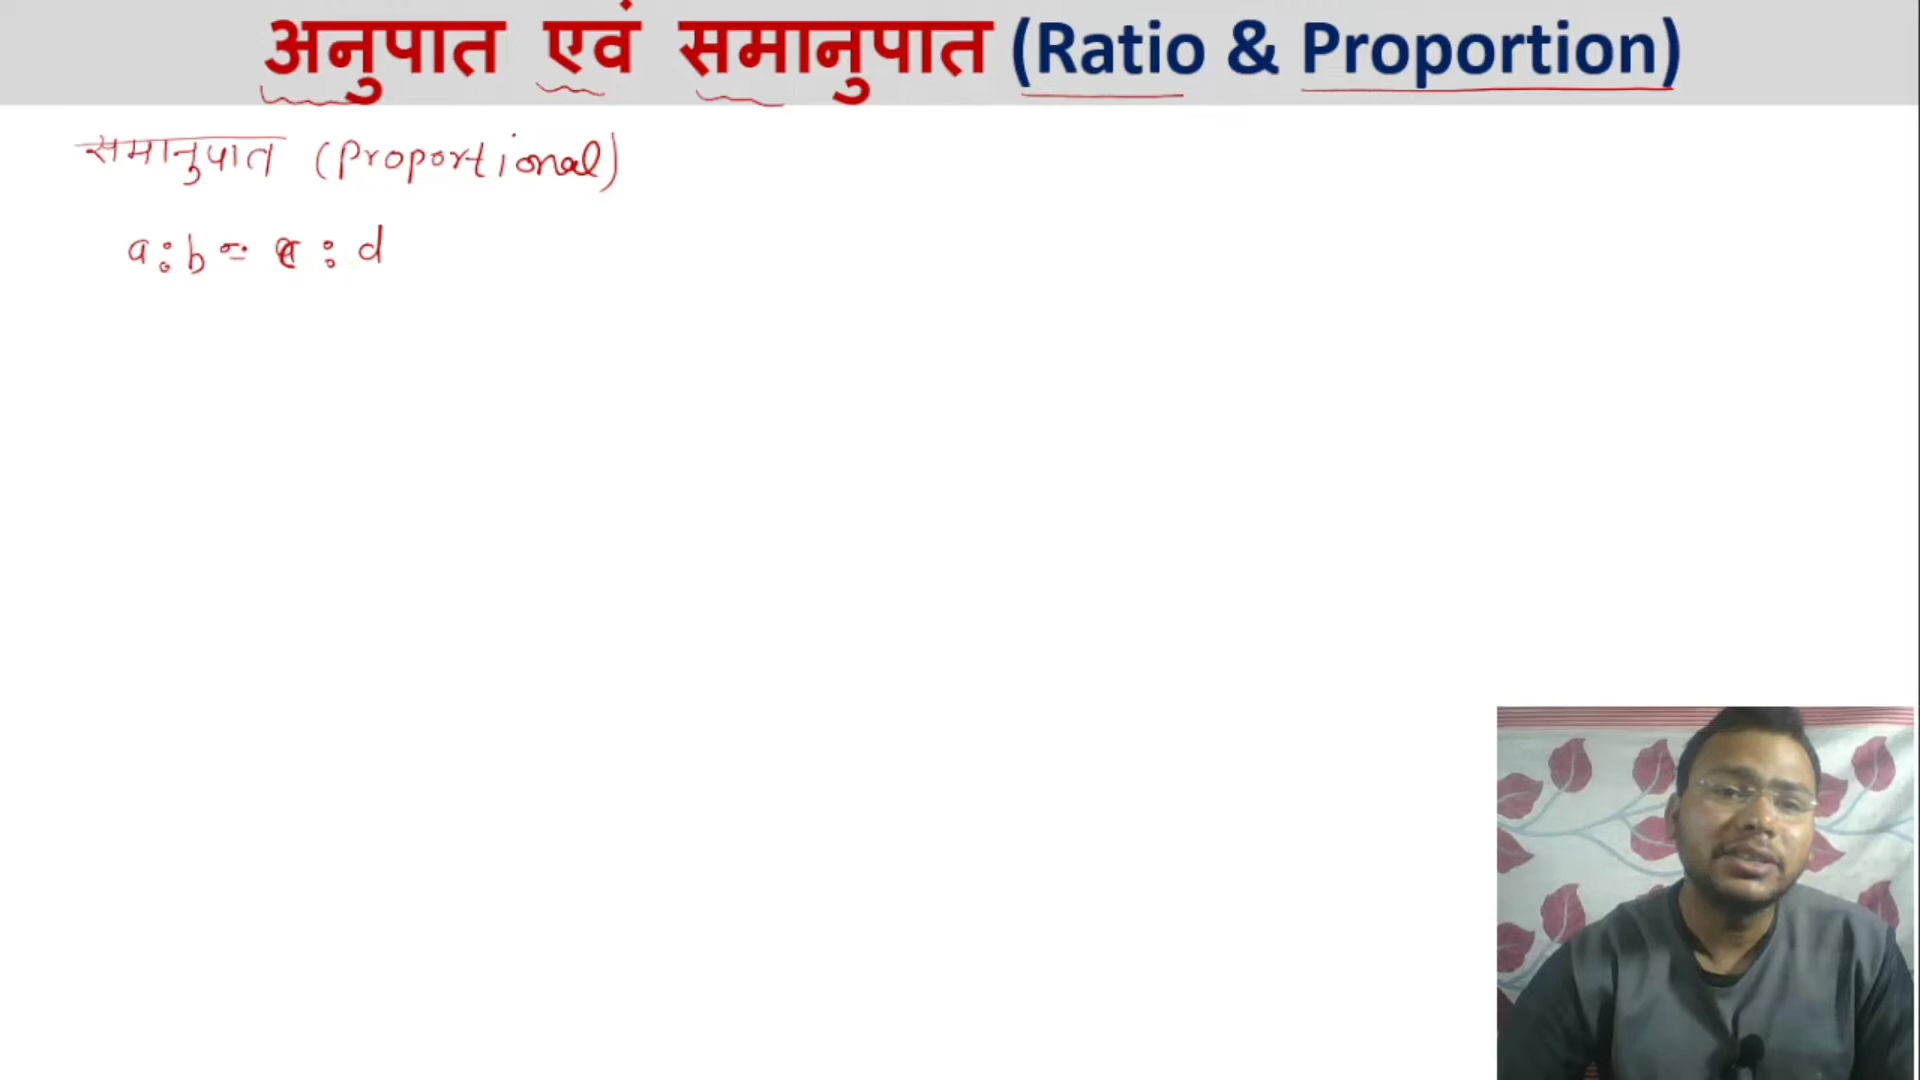 अनुपात एवं समानुपात (Ratio & Proportion)
समानुपात (Proportional)
a : b = c : d